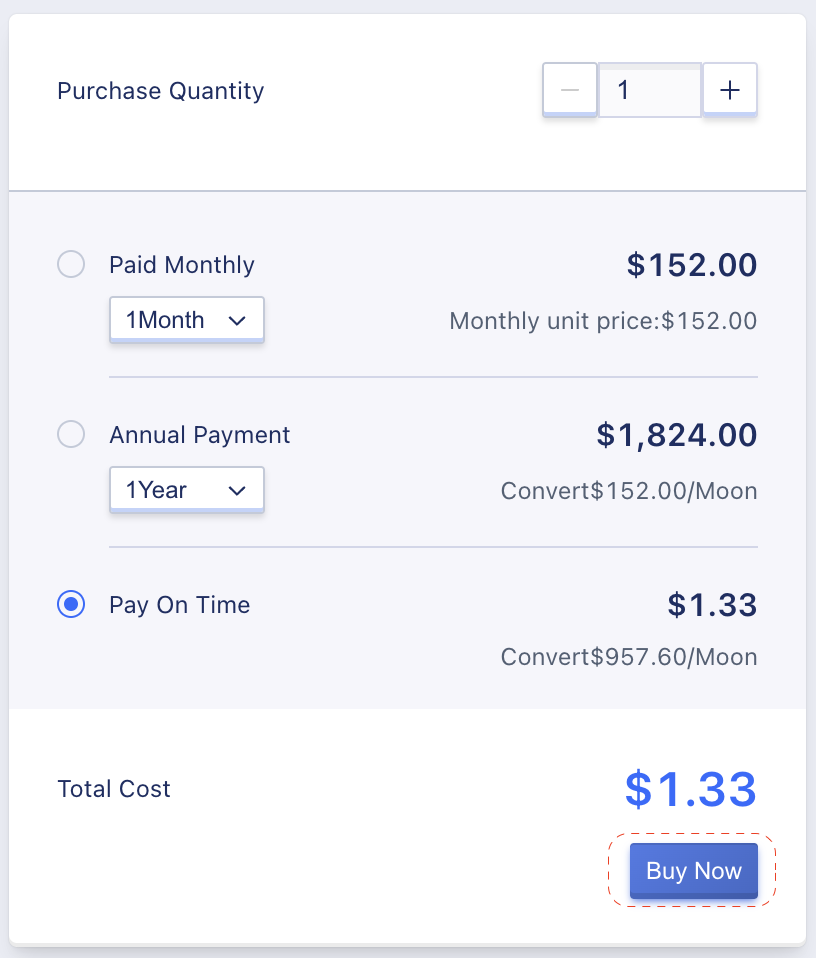 Purchase Quantity
1
Paid Monthly
$152.00
1Month
Monthly unit price:$152.00
Annual Payment
$1,824.00
1Year
Convert$152.00/Moon
Pay On Time
$1.33
Convert$957.60/Moon
Total Cost
$1.33
Buy Now